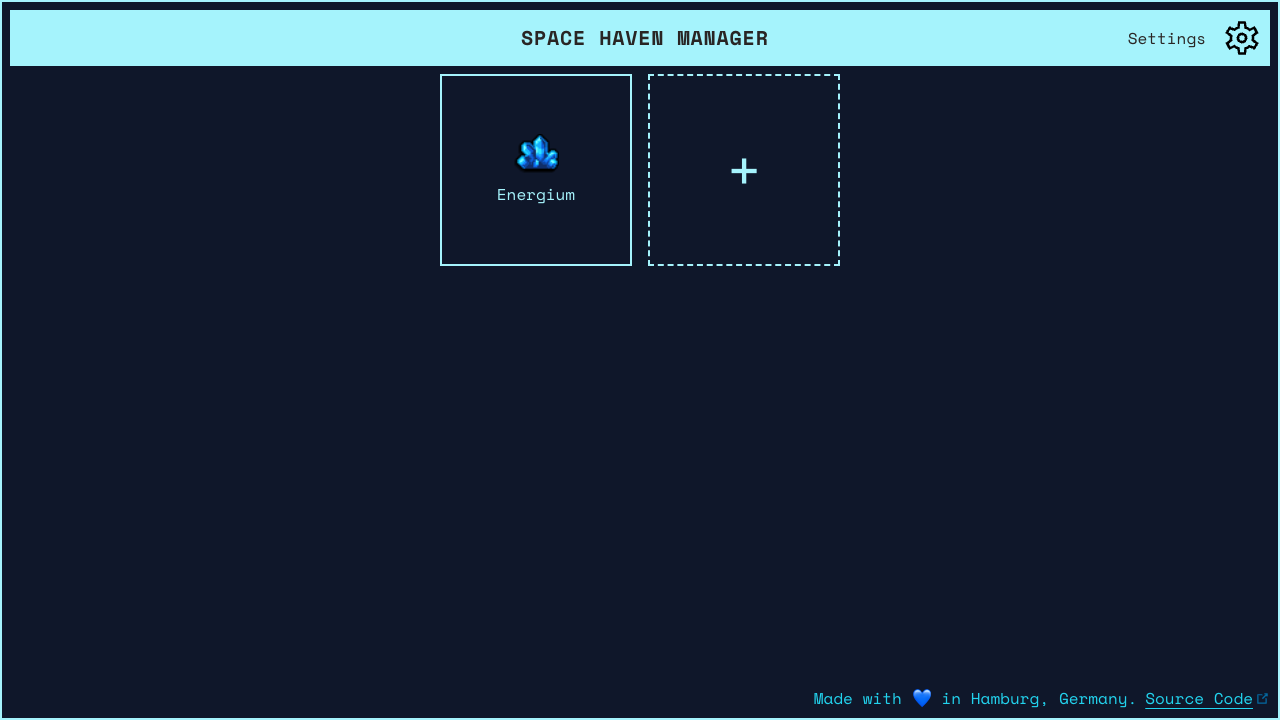 SPACE HAVEN MANAGER
Settings
Energium
+
Made with 💙 in Hamburg, Germany. Source Code